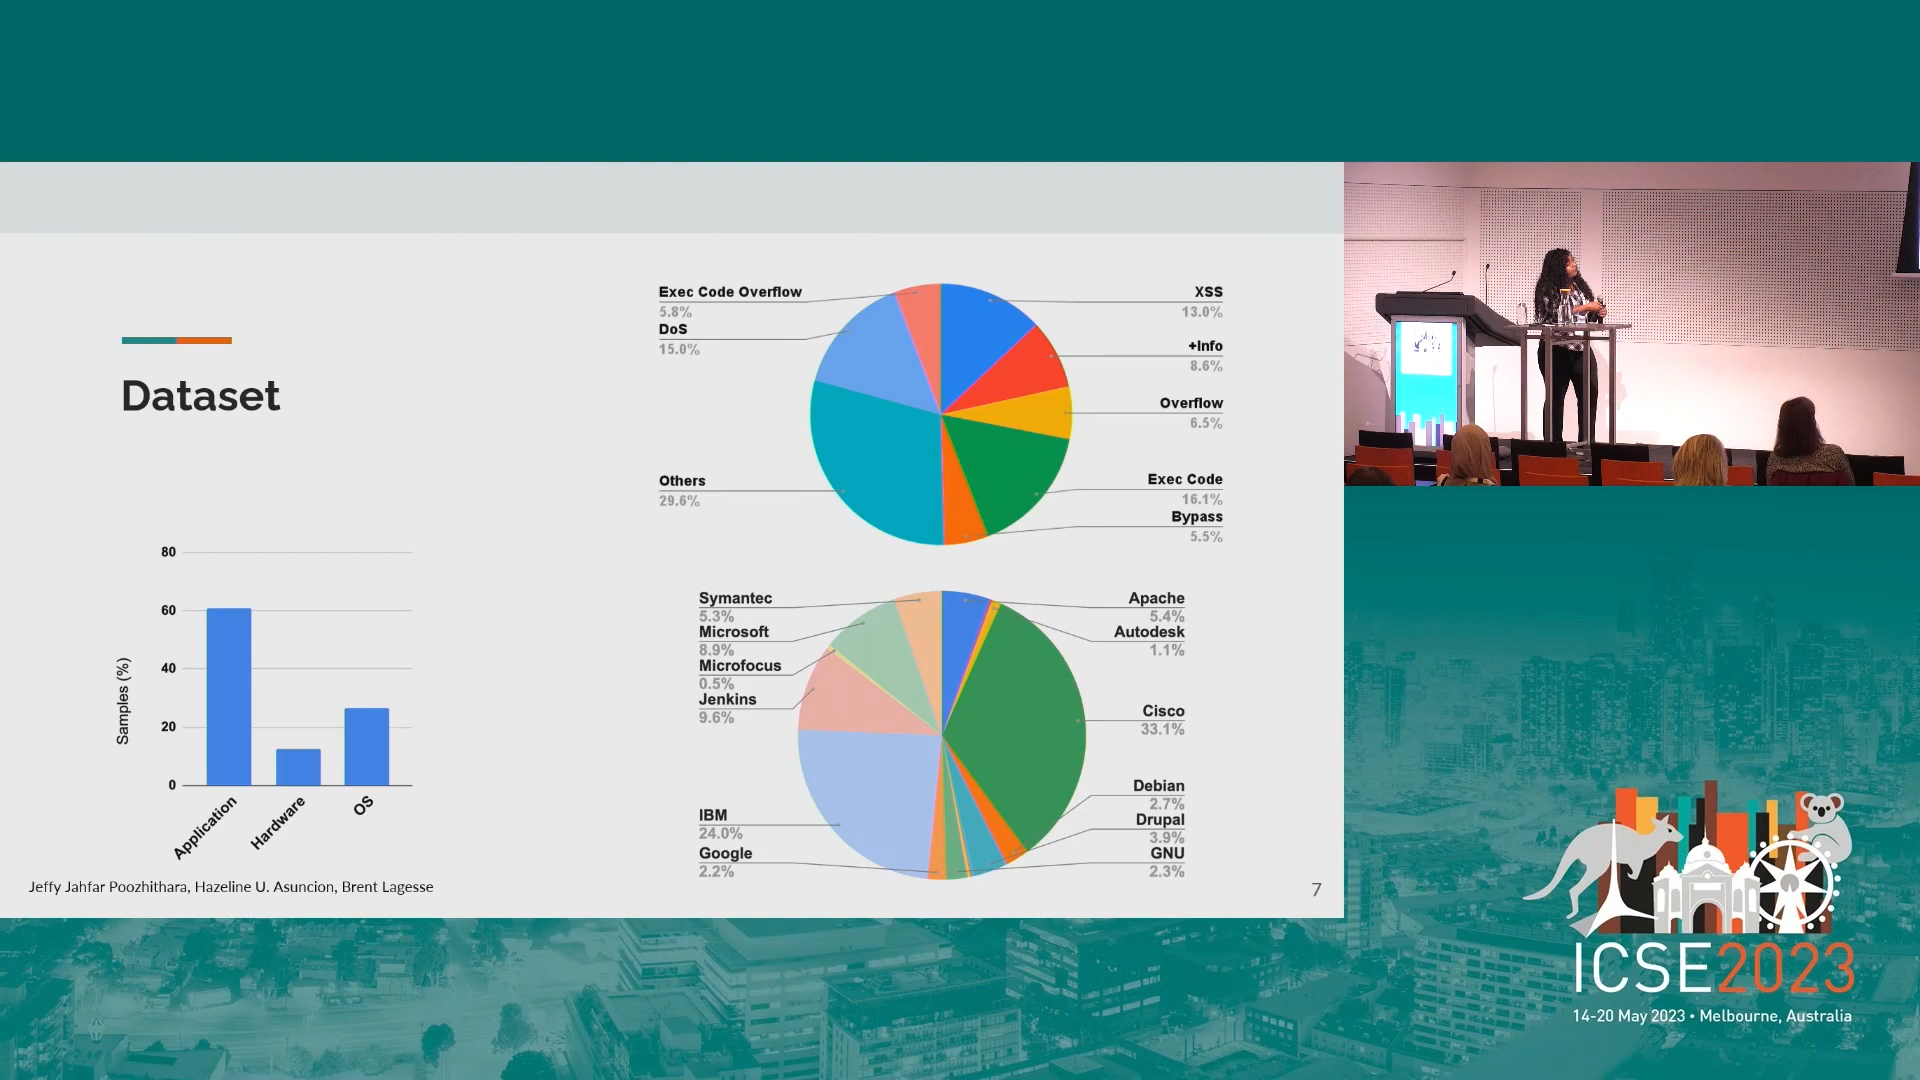 Dataset
80
60
40
20
0
Samples (%)
Application
Hardware
OS
Exec Code Overflow
5.8%
DoS
15.0%
Others
29.6%
XSS
13.0%
+Info
8.6%
Overflow
6.5%
Exec Code
16.1%
Bypass
5.5%
Symantec
5.3%
Microsoft
8.9%
Microfocus
0.5%
Jenkins
9.6%
IBM
24.0%
Google
2.2%
Apache
5.4%
Autodesk
1.1%
Cisco
33.1%
Debian
2.7%
Drupal
3.9%
GNU
2.3%
Jeffy Jahfar Poozhithara, Hazeline U. Asuncion, Brent Lagesse
7
ICSE2023
14-20 May 2023 • Melbourne, Australia